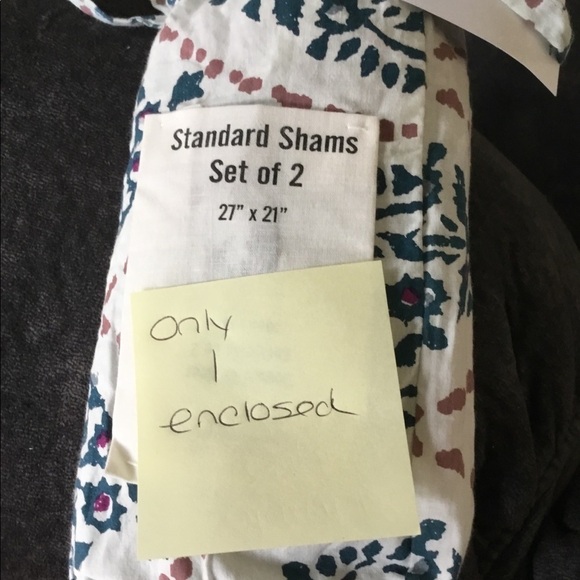 Standard Shams
Set of 2
27" x 21"
only
1
enclosed